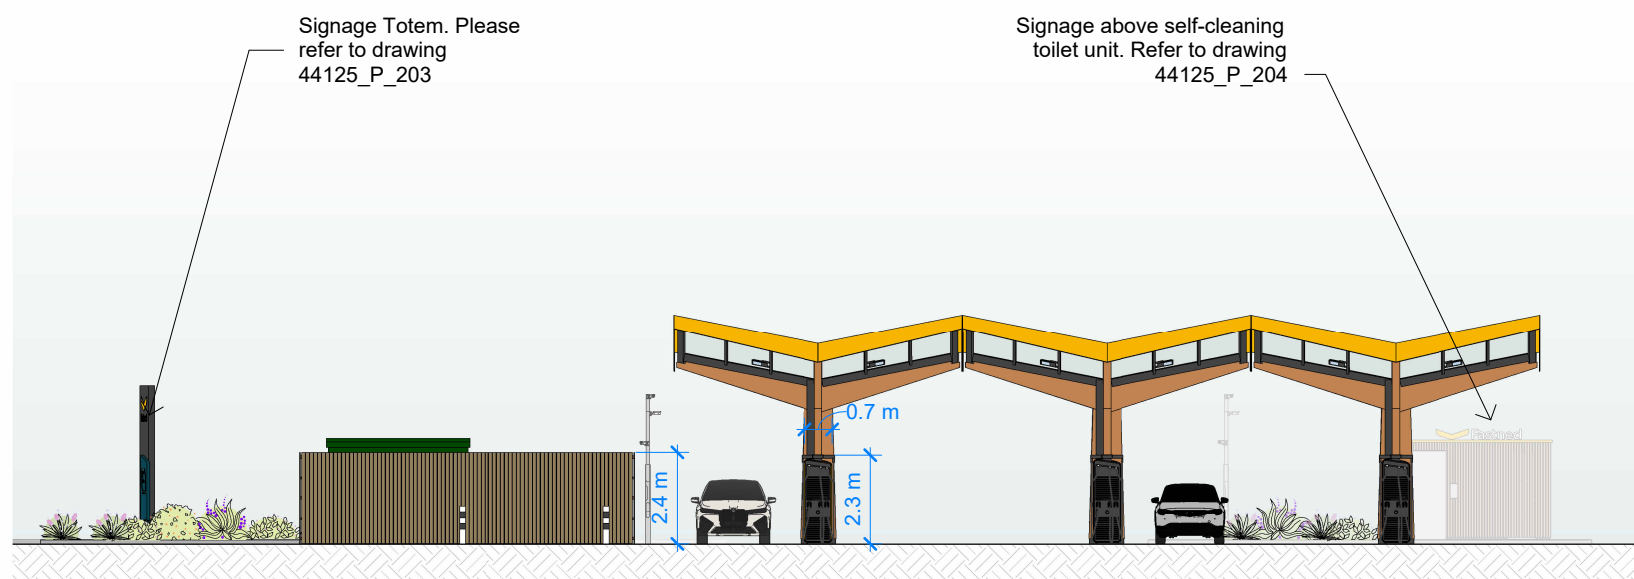 Signage Totem. Please
refer to drawing
44125_P_203
Signage above self-cleaning
toilet unit. Refer to drawing
44125_P_204
0.7 m
2.4 m
2.3 m
Fastned